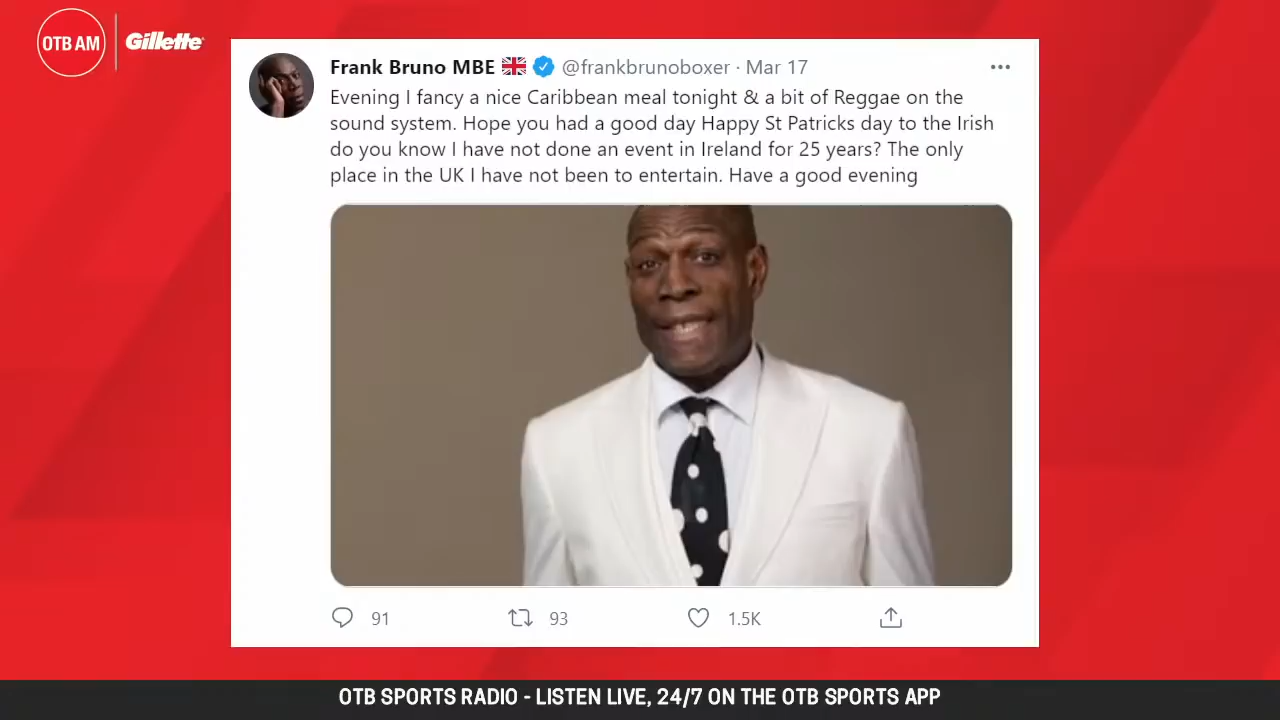 OTB AM
Gillette
Frank Bruno MBE 🇬🇧 @frankbrunoboxer · Mar 17
Evening I fancy a nice Caribbean meal tonight & a bit of Reggae on the
sound system. Hope you had a good day Happy St Patricks day to the Irish
do you know I have not done an event in Ireland for 25 years? The only
place in the UK I have not been to entertain. Have a good evening
91 93 1.5K
OTB SPORTS RADIO - LISTEN LIVE, 24/7 ON THE OTB SPORTS APP